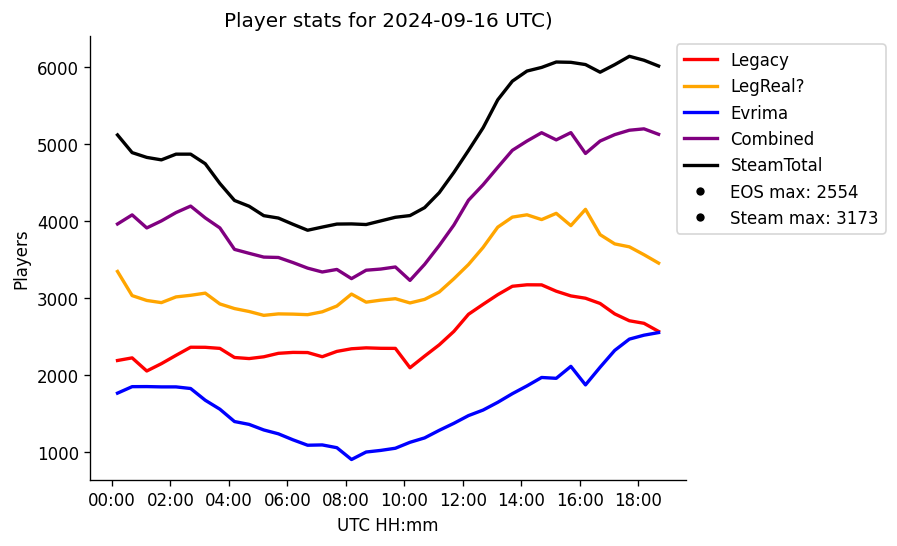 Player stats for 2024-09-16 UTC)
6000
5000
4000
3000
2000
1000
Players
00:00 02:00 04:00 06:00 08:00 10:00 12:00 14:00 16:00 18:00
UTC HH:mm
Legacy
LegReal?
Evrima
Combined
SteamTotal
EOS max: 2554
Steam max: 3173